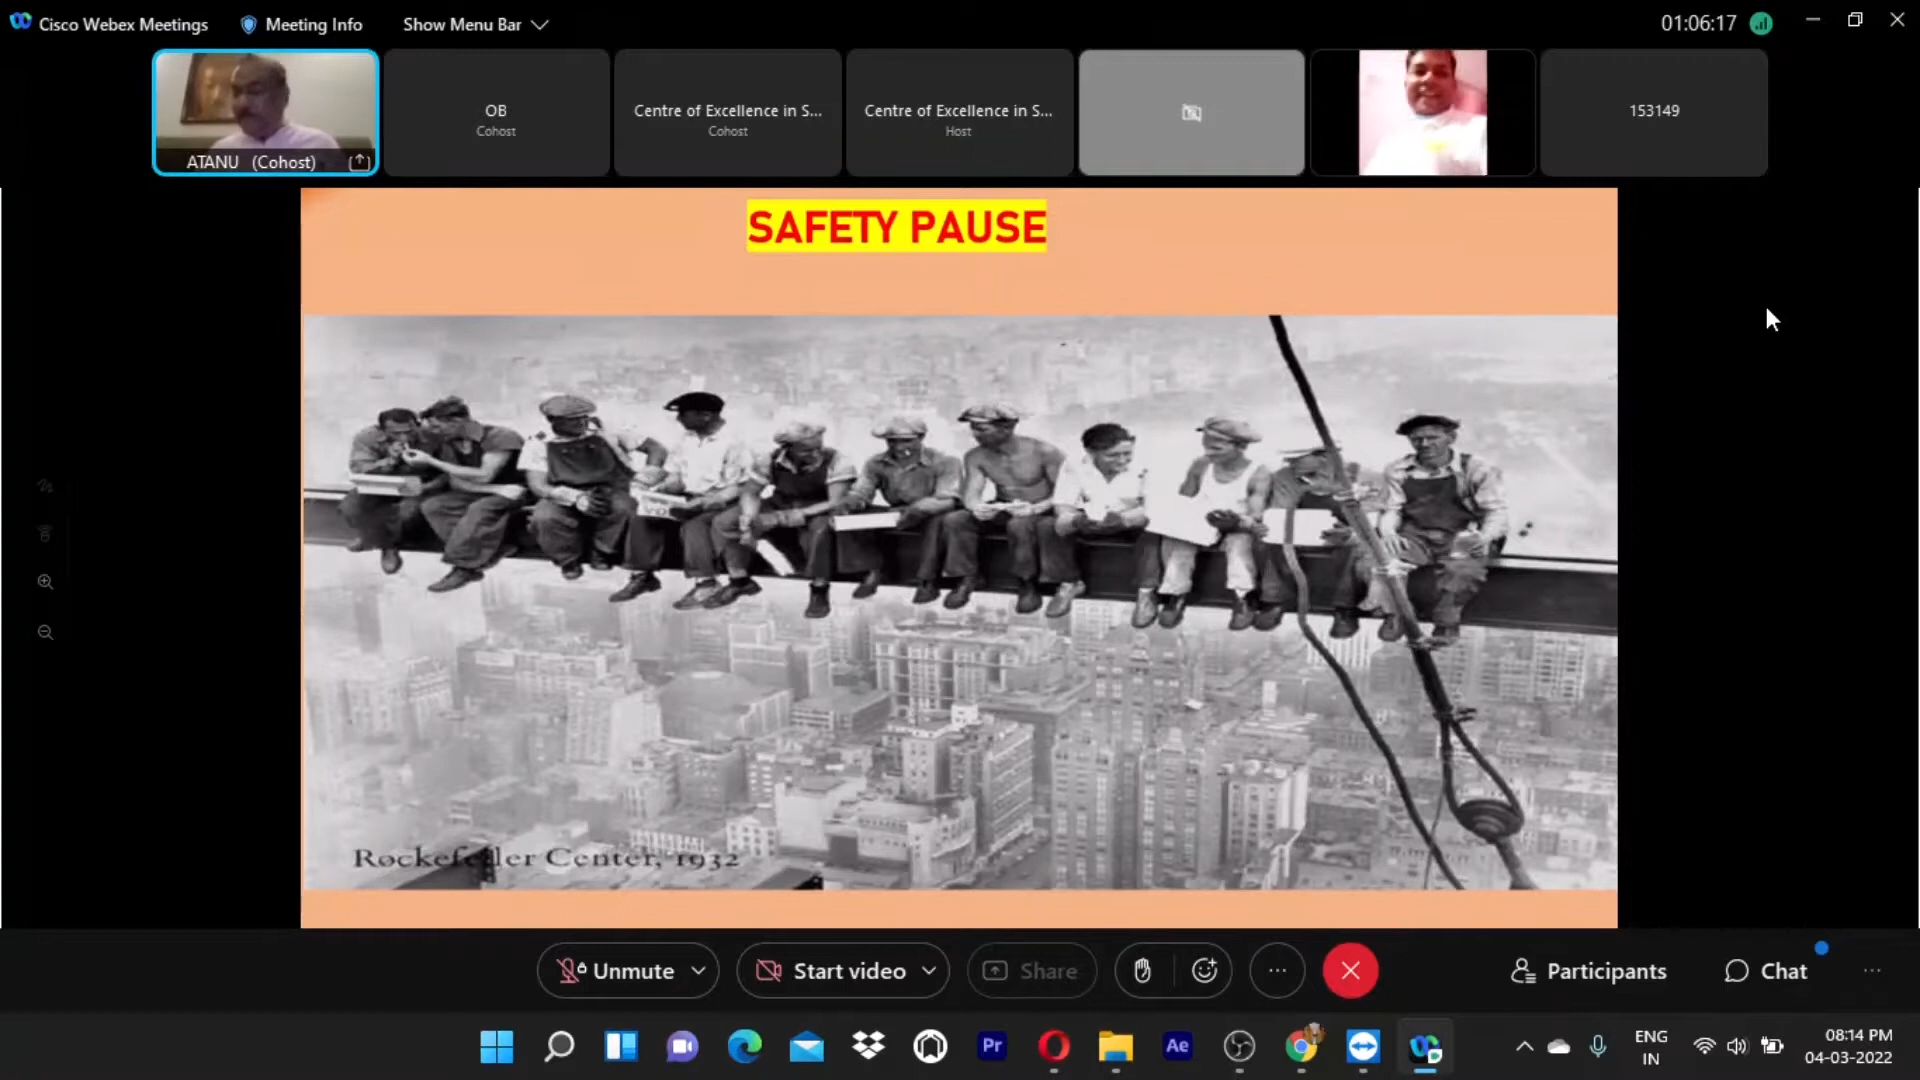 Cisco Webex Meetings
Meeting Info
Show Menu Bar
01:06:17
ATANU (Cohost)
OB
Cohost
Centre of Excellence in S...
Cohost
Centre of Excellence in S...
Host
153149
SAFETY PAUSE
Rockefeller Center, 1932
Unmute
Start video
Share
Participants
Chat
Pr
Ae
ENG
IN
08:14 PM
04-03-2022